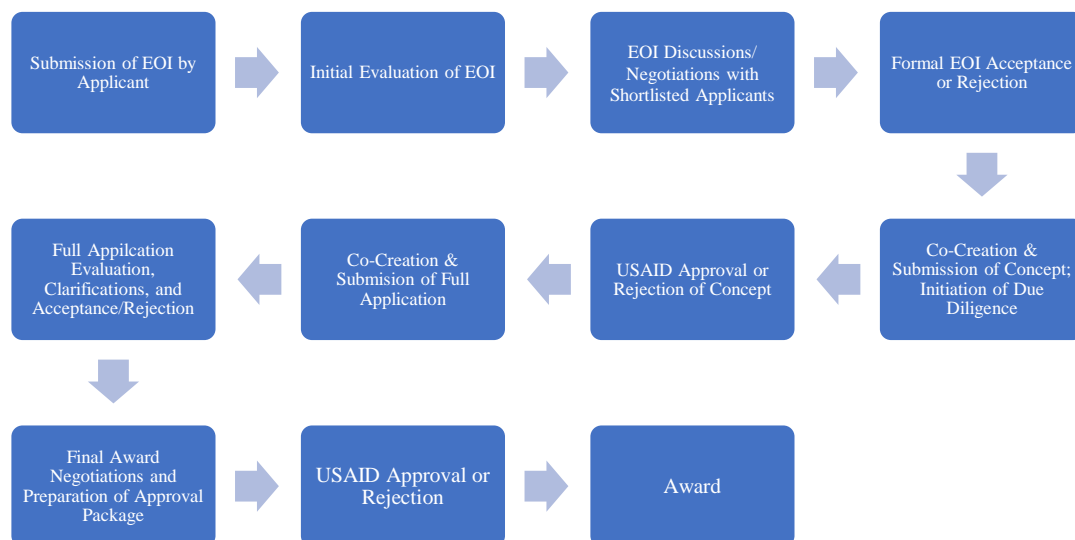 Submission of EOI by
Applicant
Initial Evaluation of EOI
EOI Discussions/
Negotiations with
Shortlisted Applicants
Formal EOI Acceptance
or Rejection
Co-Creation &
Submission of Concept;
Initiation of Due
Diligence
USAID Approval or
Rejection of Concept
Co-Creation &
Submision of Full
Application
Full Appilcation
Evaluation,
Clarifications, and
Acceptance/Rejection
Final Award
Negotiations and
Preparation of Approval
Package
USAID Approval or
Rejection
Award